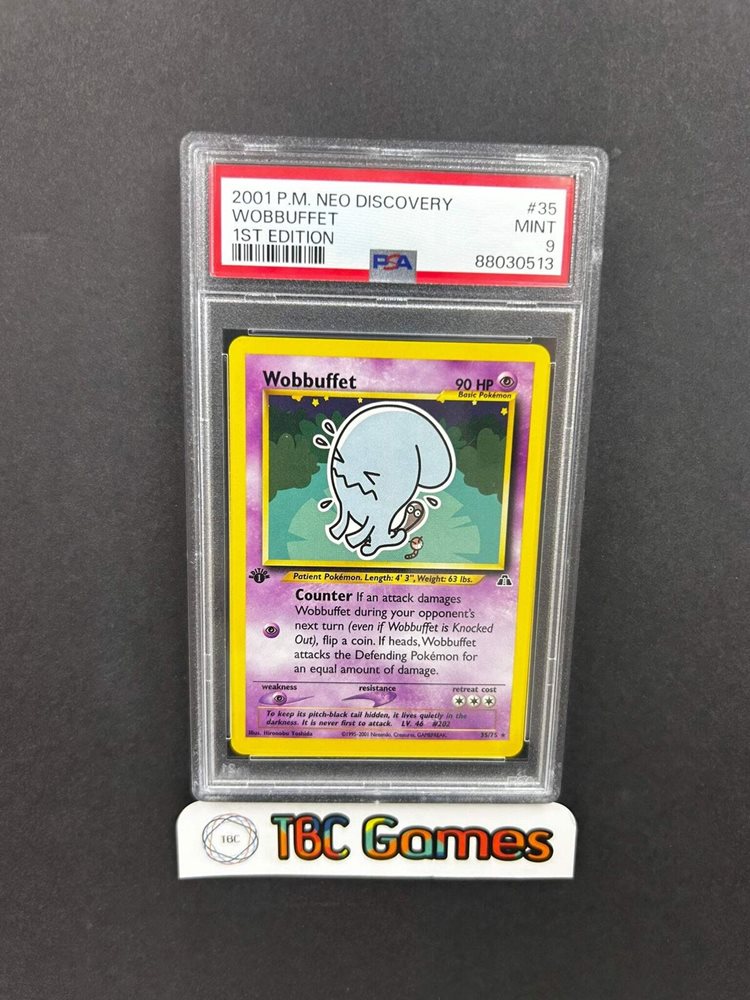 2001 P.M. NEO DISCOVERY #35
WOBBUFFET MINT
1ST EDITION 9
PSA 88030513
Wobbuffet 90 HP
Basic Pokémon
Patient Pokémon. Length: 4' 3", Weight: 63 lbs.
EDITION 1
Counter If an attack damages
Wobbuffet during your opponent's
next turn (even if Wobbuffet is Knocked
Out), flip a coin. If heads, Wobbuffet
attacks the Defending Pokémon for
an equal amount of damage.
weakness resistance retreat cost
To keep its pitch-black tail hidden, it lives quietly in the
darkness. It is never first to attack. LV. 46 #202
Illus. Hironobu Yoshida ©1995-2001 Nintendo, Creatures, GAMEFREAK. 35/75 ★
TBC TBC Games